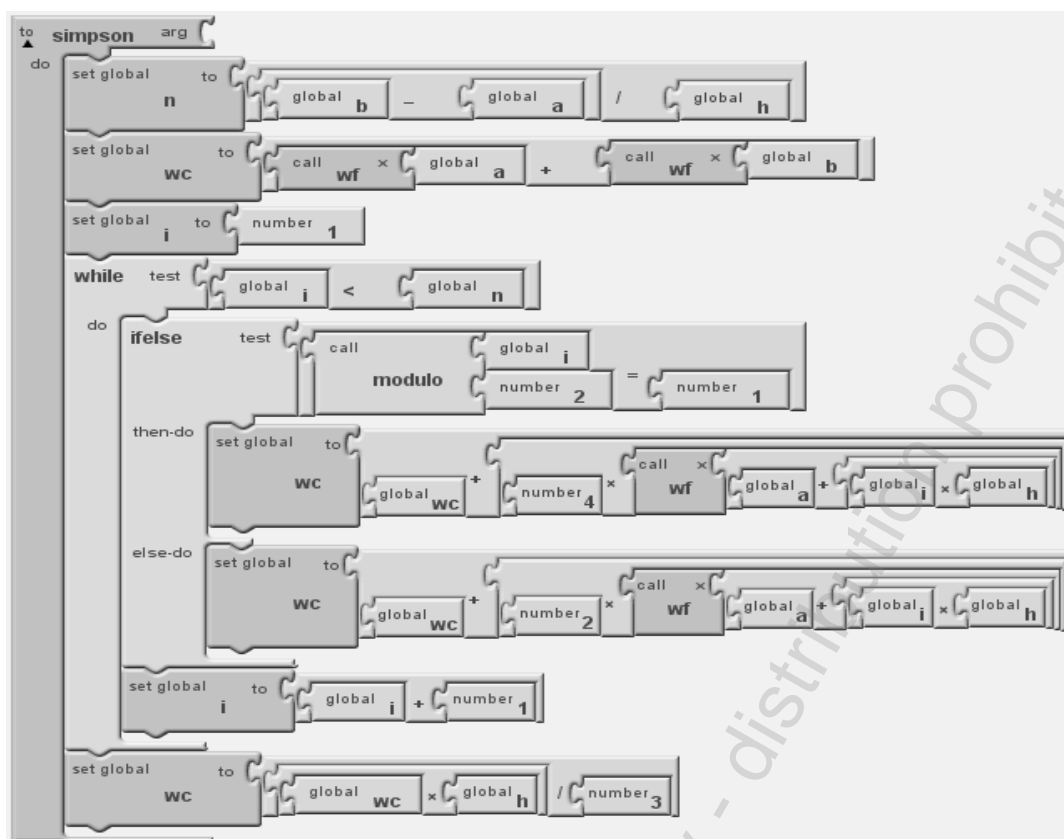 to simpson arg
do
set global n to global b - global a / global h
set global wc to call wf × global a + call wf × global b
set global i to number 1
while test global i < global n
do
ifelse test call modulo global i number 2 = number 1
then-do set global wc to global wc + number 4 × call wf × global a + global i × global h
else-do set global wc to global wc + number 2 × call wf × global a + global i × global h
set global i to global i + number 1
set global wc to global wc × global h / number 3
- distribution prohibit